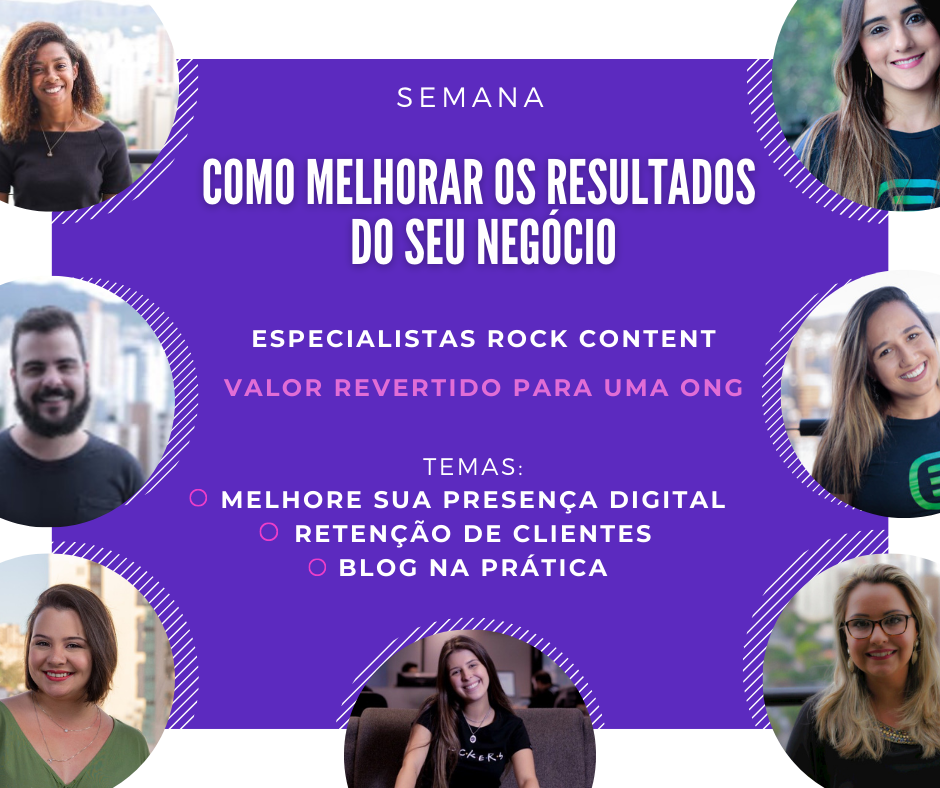 SEMANA
COMO MELHORAR OS RESULTADOS
DO SEU NEGÓCIO
ESPECIALISTAS ROCK CONTENT
VALOR REVERTIDO PARA UMA ONG
TEMAS:
O MELHORE SUA PRESENÇA DIGITAL
O RETENÇÃO DE CLIENTES
O BLOG NA PRÁTICA